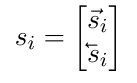 $s_i = \begin{bmatrix} \vec{s}_i \\ \overleftarrow{s}_i \end{bmatrix}$